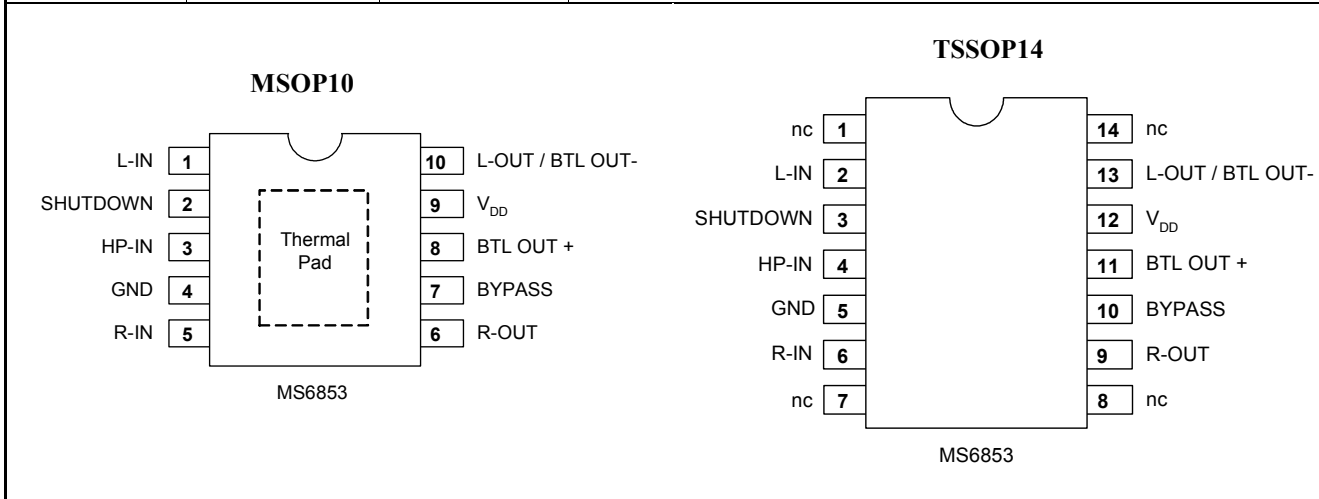 MSOP10
L-IN 1
SHUTDOWN 2
HP-IN 3
GND 4
R-IN 5
Thermal
Pad
10 L-OUT / BTL OUT-
9 VDD
8 BTL OUT +
7 BYPASS
6 R-OUT
MS6853
TSSOP14
nc 1
L-IN 2
SHUTDOWN 3
HP-IN 4
GND 5
R-IN 6
nc 7
14 nc
13 L-OUT / BTL OUT-
12 VDD
11 BTL OUT +
10 BYPASS
9 R-OUT
8 nc
MS6853